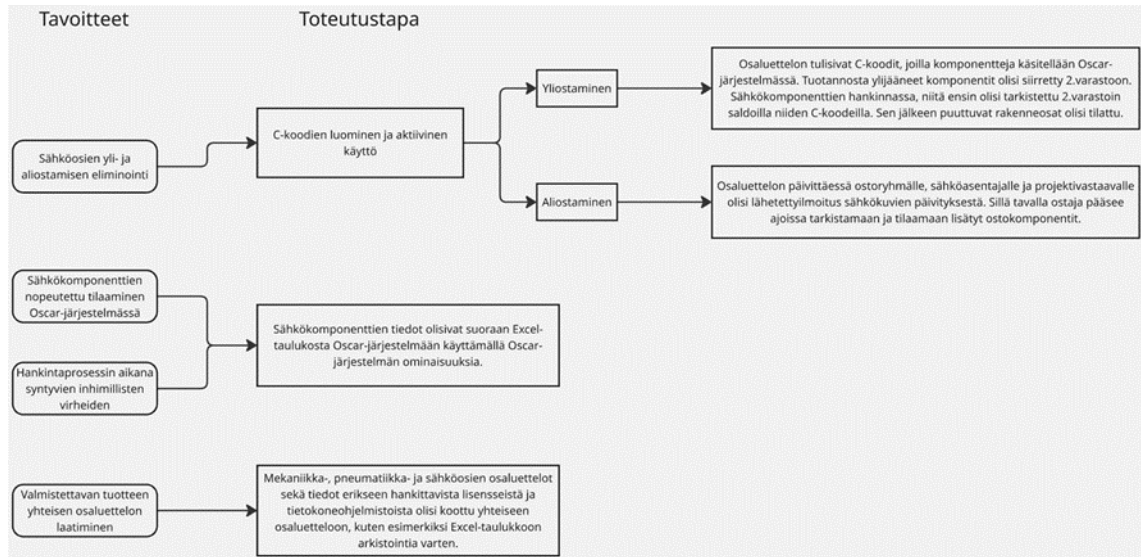 Tavoitteet
Toteutustapa
Sähköosien yli- ja
aliostamisen eliminointi
C-koodien luominen ja aktiivinen
käyttö
Yliostaminen
Osaluettelon tulisivat C-koodit, joilla komponentteja käsitellään Oscar-
järjestelmässä. Tuotannosta ylijääneet komponentit olisi siirretty 2.varastoon.
Sähkökomponenttien hankinnassa, niitä ensin olisi tarkistettu 2.varastoin
saldoilla niiden C-koodeilla. Sen jälkeen puuttuvat rakenneosat olisi tilattu.
Aliostaminen
Osaluettelon päivittäessä ostoryhmälle, sähköasentajalle ja projektivastaavalle
olisi lähetettyilmoitus sähkökuvien päivityksestä. Sillä tavalla ostaja pääsee
ajoissa tarkistamaan ja tilaamaan lisätyt ostokomponentit.
Sähkökomponenttien
nopeutettu tilaaminen
Oscar-järjestelmässä
Hankintaprosessin aikana
syntyvien inhimillisten
virheiden
Sähkökomponenttien tiedot olisivat suoraan Excel-
taulukosta Oscar-järjestelmään käyttämällä Oscar-
järjestelmän ominaisuuksia.
Valmistettavan tuotteen
yhteisen osaluettelon
laatiminen
Mekaniikka-, pneumatiikka- ja sähköosien osaluettelot
sekä tiedot erikseen hankittavista lisensseistä ja
tietokoneohjelmistoista olisi koottu yhteiseen
osaluetteloon, kuten esimerkiksi Excel-taulukkoon
arkistointia varten.